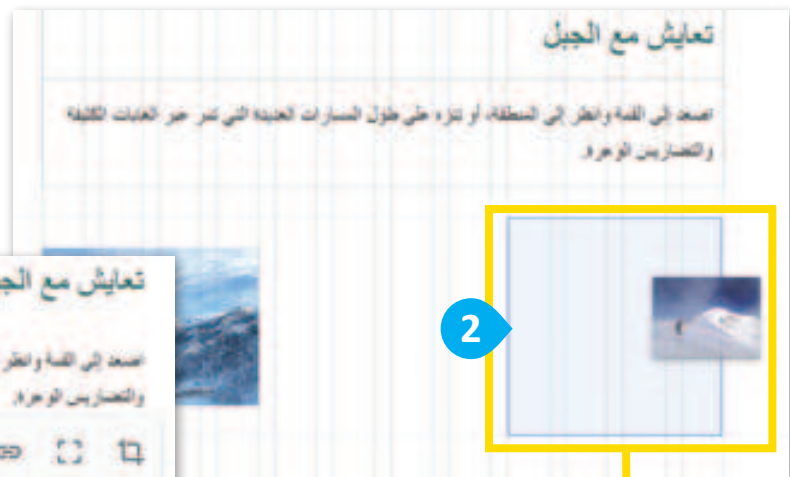 تعايش مع الجبل
اصعد إلى القمة وانظر إلى المنطقة، أو تنزه على طول المسارات العديدة التي تمر عبر الغابات الكثيفة
والتضاريس الوعرة.
2
تعايش مع الج
اصعد إلى القمة وانظر
والتضاريس الوعرة.